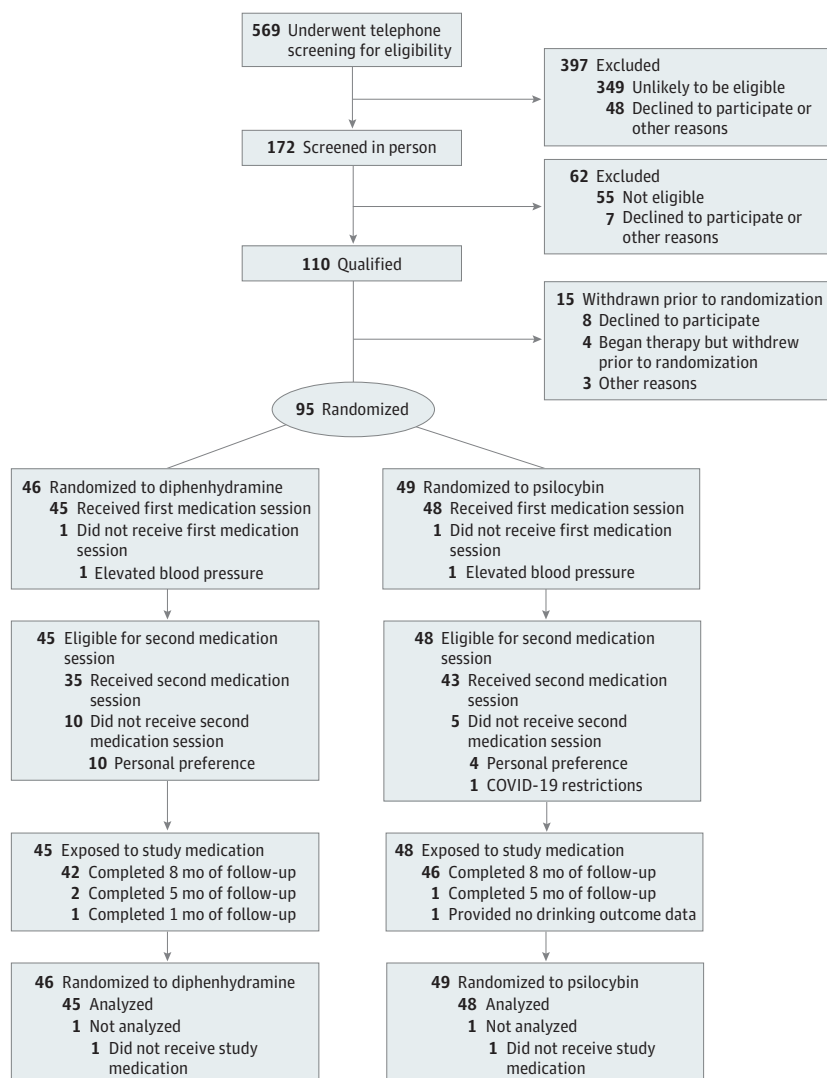 569 Underwent telephone
screening for eligibility
397 Excluded
349 Unlikely to be eligible
48 Declined to participate or
other reasons
172 Screened in person
62 Excluded
55 Not eligible
7 Declined to participate or
other reasons
110 Qualified
15 Withdrawn prior to randomization
8 Declined to participate
4 Began therapy but withdrew
prior to randomization
3 Other reasons
95 Randomized
46 Randomized to diphenhydramine
45 Received first medication session
1 Did not receive first medication
session
1 Elevated blood pressure
49 Randomized to psilocybin
48 Received first medication session
1 Did not receive first medication
session
1 Elevated blood pressure
45 Eligible for second medication
session
35 Received second medication
session
10 Did not receive second
medication session
10 Personal preference
48 Eligible for second medication
session
43 Received second medication
session
5 Did not receive second
medication session
4 Personal preference
1 COVID-19 restrictions
45 Exposed to study medication
42 Completed 8 mo of follow-up
2 Completed 5 mo of follow-up
1 Completed 1 mo of follow-up
48 Exposed to study medication
46 Completed 8 mo of follow-up
1 Completed 5 mo of follow-up
1 Provided no drinking outcome data
46 Randomized to diphenhydramine
45 Analyzed
1 Not analyzed
1 Did not receive study
medication
49 Randomized to psilocybin
48 Analyzed
1 Not analyzed
1 Did not receive study
medication